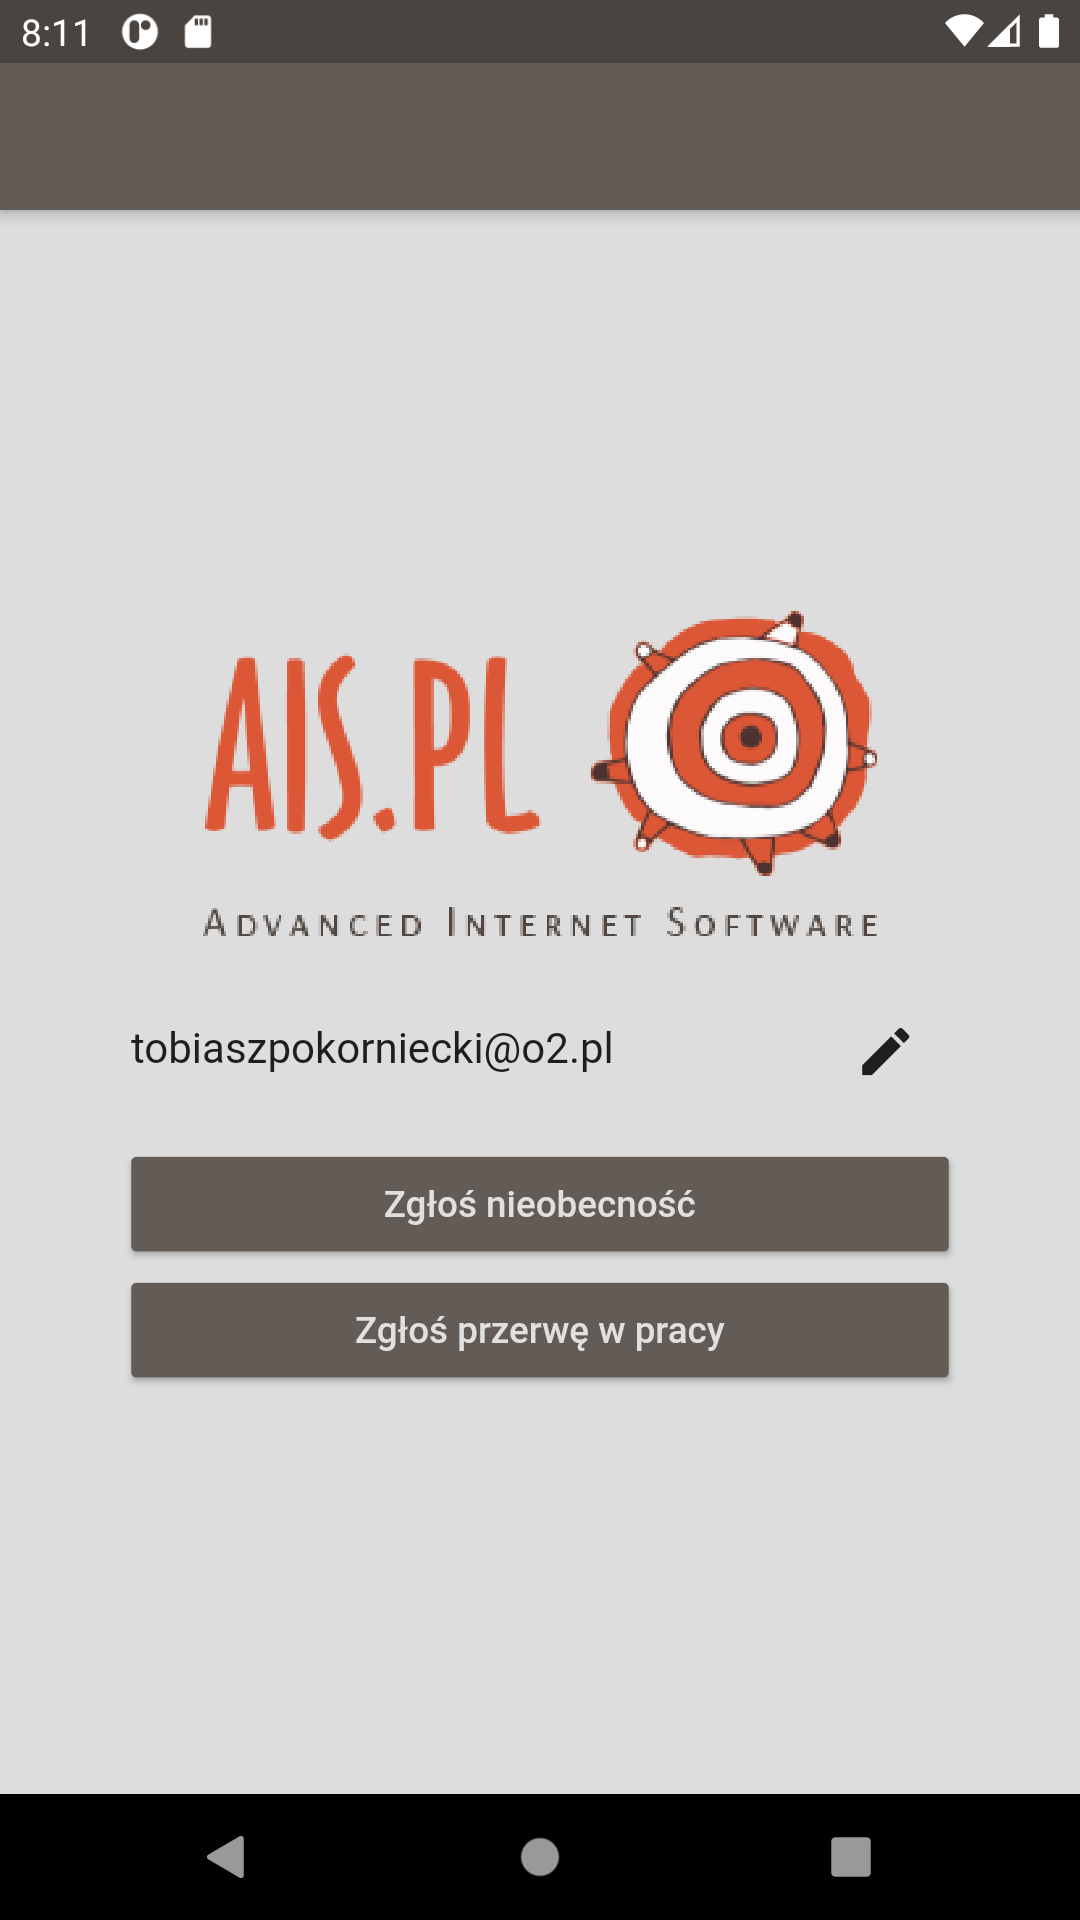 8:11
AIS.PL
Advanced Internet Software
tobiaszpokorniecki@o2.pl
Zgłoś nieobecność
Zgłoś przerwę w pracy